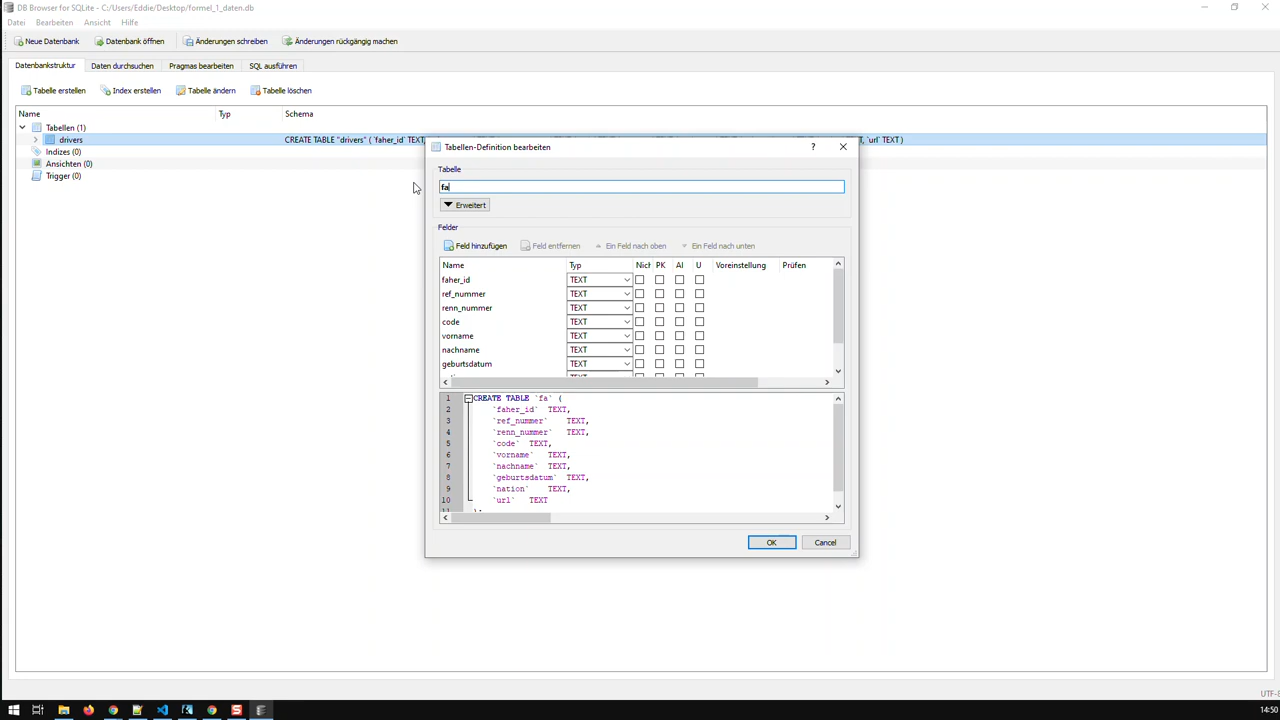 DB Browser for SQLite - C:/Users/Eddie/Desktop/formel_1_daten.db
Datei Bearbeiten Ansicht Hilfe
Neue Datenbank Datenbank öffnen Änderungen schreiben Änderungen rückgängig machen
Datenbankstruktur Daten durchsuchen Pragmas bearbeiten SQL ausführen
Tabelle erstellen Index erstellen Tabelle ändern Tabelle löschen
Name Typ Schema
Tabellen (1)
drivers CREATE TABLE "drivers" ( `faher_id` TEXT, `url` TEXT )
Indizes (0)
Ansichten (0)
Trigger (0)
Tabellen-Definition bearbeiten
Tabelle
fa
Erweitert
Felder
Feld hinzufügen Feld entfernen Ein Feld nach oben Ein Feld nach unten
Name Typ Nich PK AI U Voreinstellung Prüfen
faher_id TEXT
ref_nummer TEXT
renn_nummer TEXT
code TEXT
vorname TEXT
nachname TEXT
geburtsdatum TEXT
1 CREATE TABLE `fa` (
2 `faher_id` TEXT,
3 `ref_nummer` TEXT,
4 `renn_nummer` TEXT,
5 `code` TEXT,
6 `vorname` TEXT,
7 `nachname` TEXT,
8 `geburtsdatum` TEXT,
9 `nation` TEXT,
10 `url` TEXT
11 );
OK Cancel
UTF-8
14:50